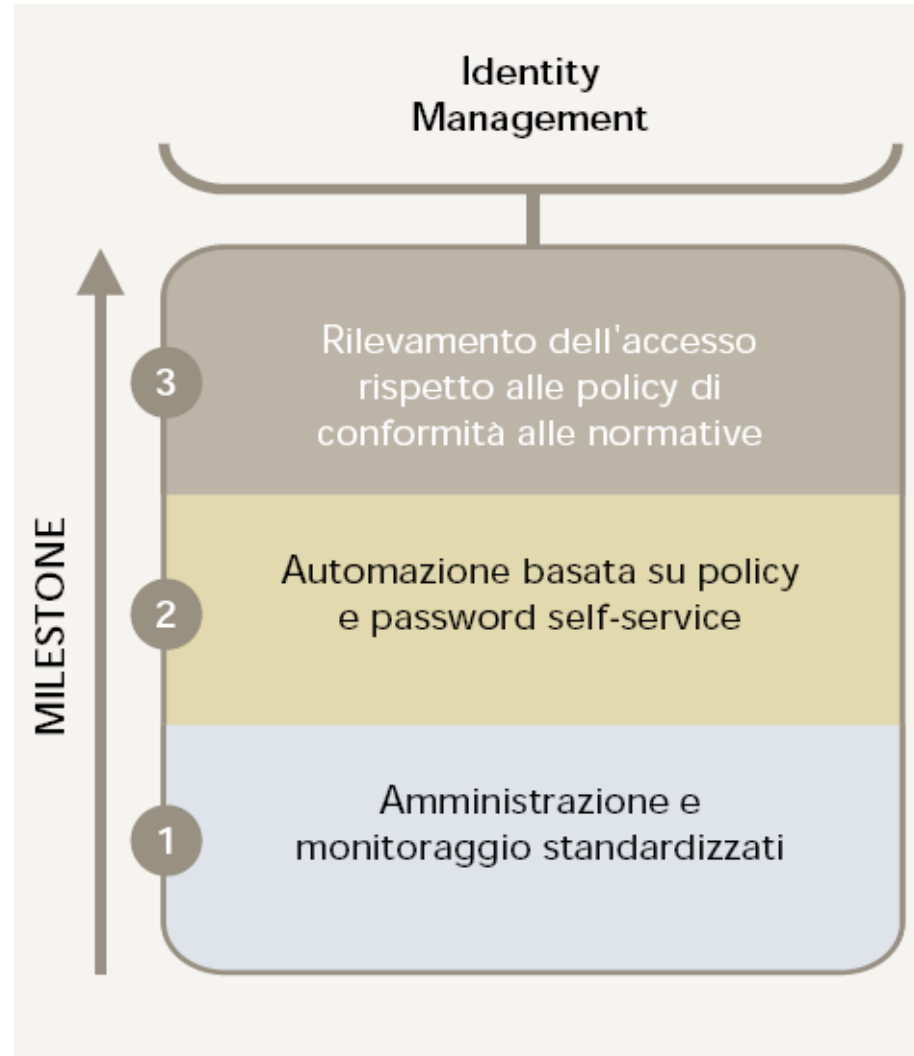 Identity
Management
Rilevamento dell'accesso
rispetto alle policy di
conformità alle normative
3
Automazione basata su policy
e password self-service
2
MILESTONE
Amministrazione e
monitoraggio standardizzati
1